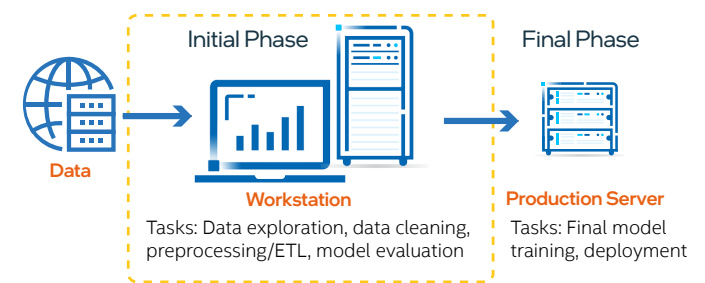 Initial Phase
Final Phase
Data
Workstation
Production Server
Tasks: Data exploration, data cleaning,
preprocessing/ETL, model evaluation
Tasks: Final model
training, deployment